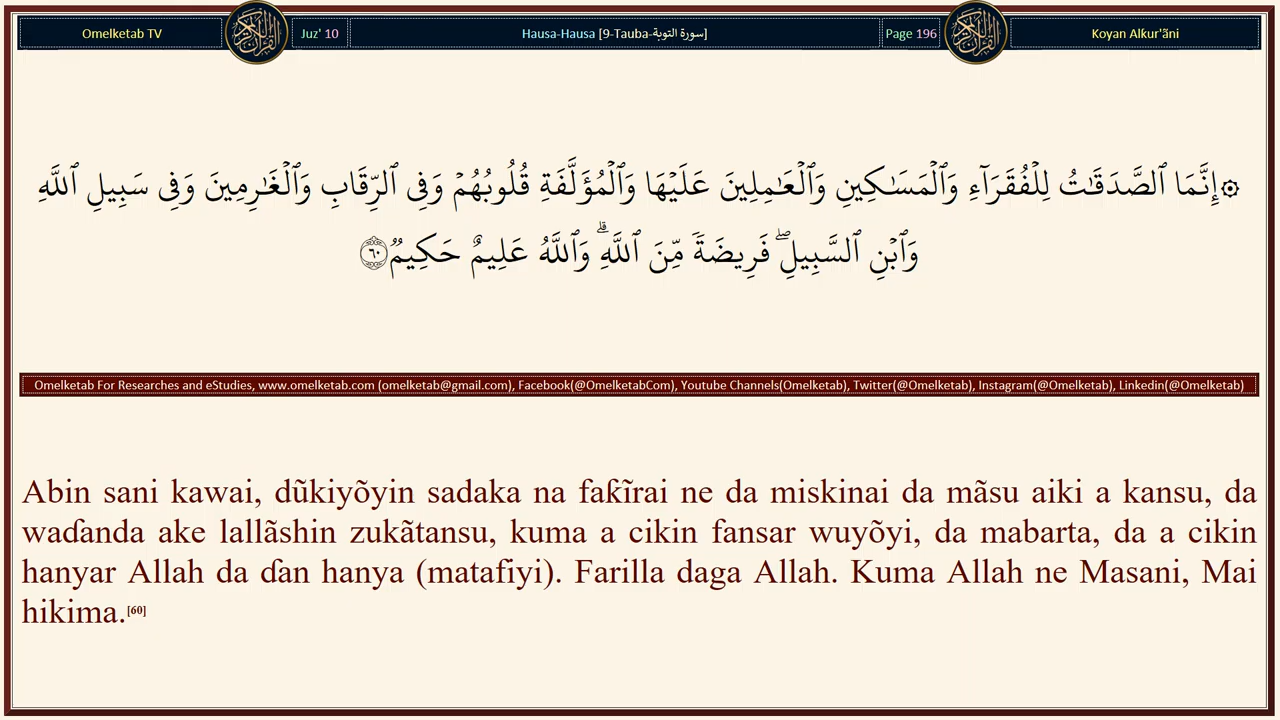 Omelketab TV
Juz' 10
Hausa-Hausa [9-Tauba-سورة التوبة]
Page 196
Koyan Alƙur'ãni
۞إِنَّمَا ٱلصَّدَقَٰتُ لِلْفُقَرَآءِ وَٱلْمَسَٰكِينِ وَٱلْعَٰمِلِينَ عَلَيْهَا وَٱلْمُؤَلَّفَةِ قُلُوبُهُمْ وَفِى ٱلرِّقَابِ وَٱلْغَٰرِمِينَ وَفِى سَبِيلِ ٱللَّهِ
وَٱبْنِ ٱلسَّبِيلِ ۖ فَرِيضَةً مِّنَ ٱللَّهِ ۗ وَٱللَّهُ عَلِيمٌ حَكِيمٌ ۝٦٠
Omelketab For Researches and eStudies, www.omelketab.com (omelketab@gmail.com), Facebook(@OmelketabCom), Youtube Channels(Omelketab), Twitter(@Omelketab), Instagram(@Omelketab), Linkedin(@Omelketab)
Abin sani kawai, dũkiyõyin sadaka na faƙĩrai ne da miskinai da mãsu aiki a kansu, da
waɗanda ake lallãshin zukãtansu, kuma a cikin fansar wuyõyi, da mabarta, da a cikin
hanyar Allah da ɗan hanya (matafiyi). Farilla daga Allah. Kuma Allah ne Masani, Mai
hikima.[60]